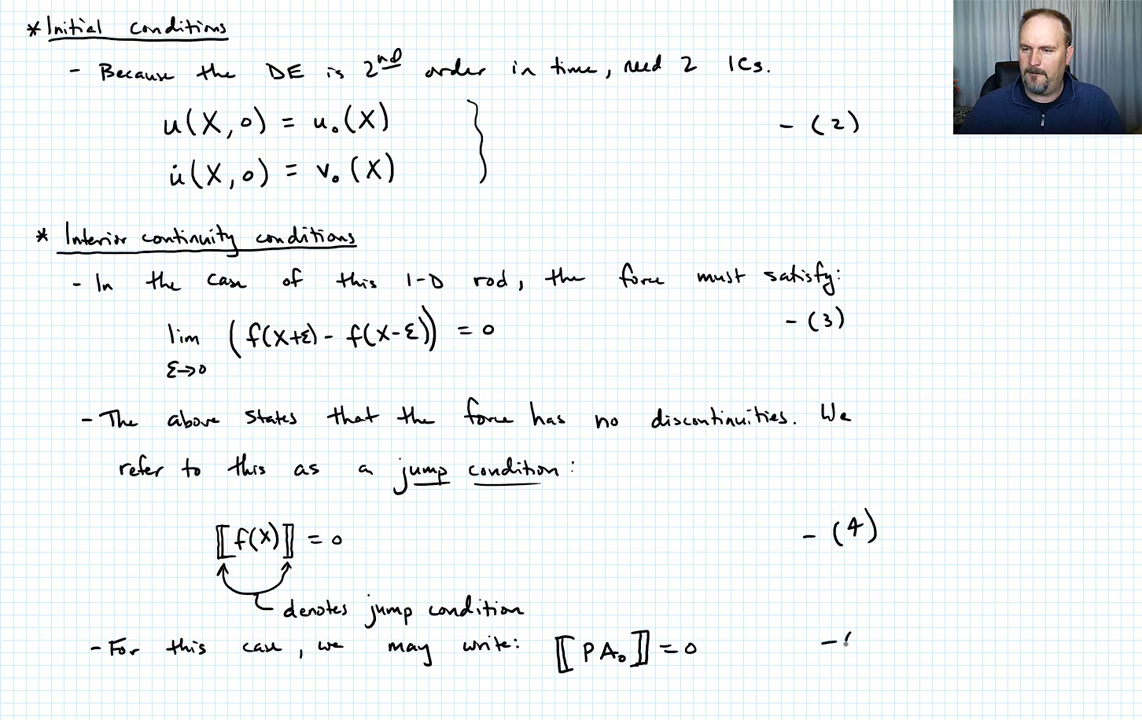 * Initial conditions
- Because the DE is 2nd order in time, need 2 ICs.
u(X,0) = u₀(X)
u̇(X,0) = v₀(X) } - (2)
* Interior continuity conditions
- In the case of this 1-D rod, the force must satisfy:
lim (f(X+ε) - f(X-ε)) = 0 - (3)
ε→0
- The above states that the force has no discontinuities. We
refer to this as a jump condition:
⟦f(X)⟧ = 0 - (4)
denotes jump condition
- For this case, we may write: ⟦PA₀⟧ = 0 - (